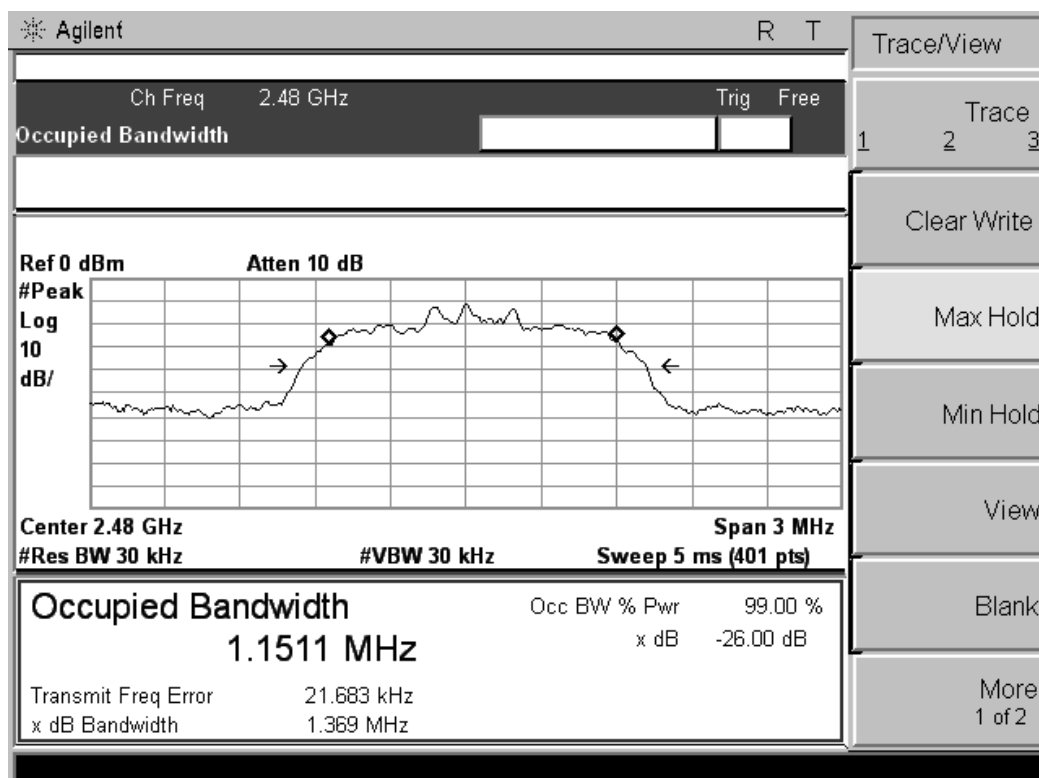 Agilent R T
Ch Freq 2.48 GHz Trig Free
Occupied Bandwidth
Ref 0 dBm Atten 10 dB
#Peak
Log
10
dB/
Center 2.48 GHz Span 3 MHz
#Res BW 30 kHz #VBW 30 kHz Sweep 5 ms (401 pts)
Occupied Bandwidth Occ BW % Pwr 99.00 %
1.1511 MHz x dB -26.00 dB
Transmit Freq Error 21.683 kHz
x dB Bandwidth 1.369 MHz
Trace/View
Trace
1 2 3
Clear Write
Max Hold
Min Hold
View
Blank
More
1 of 2